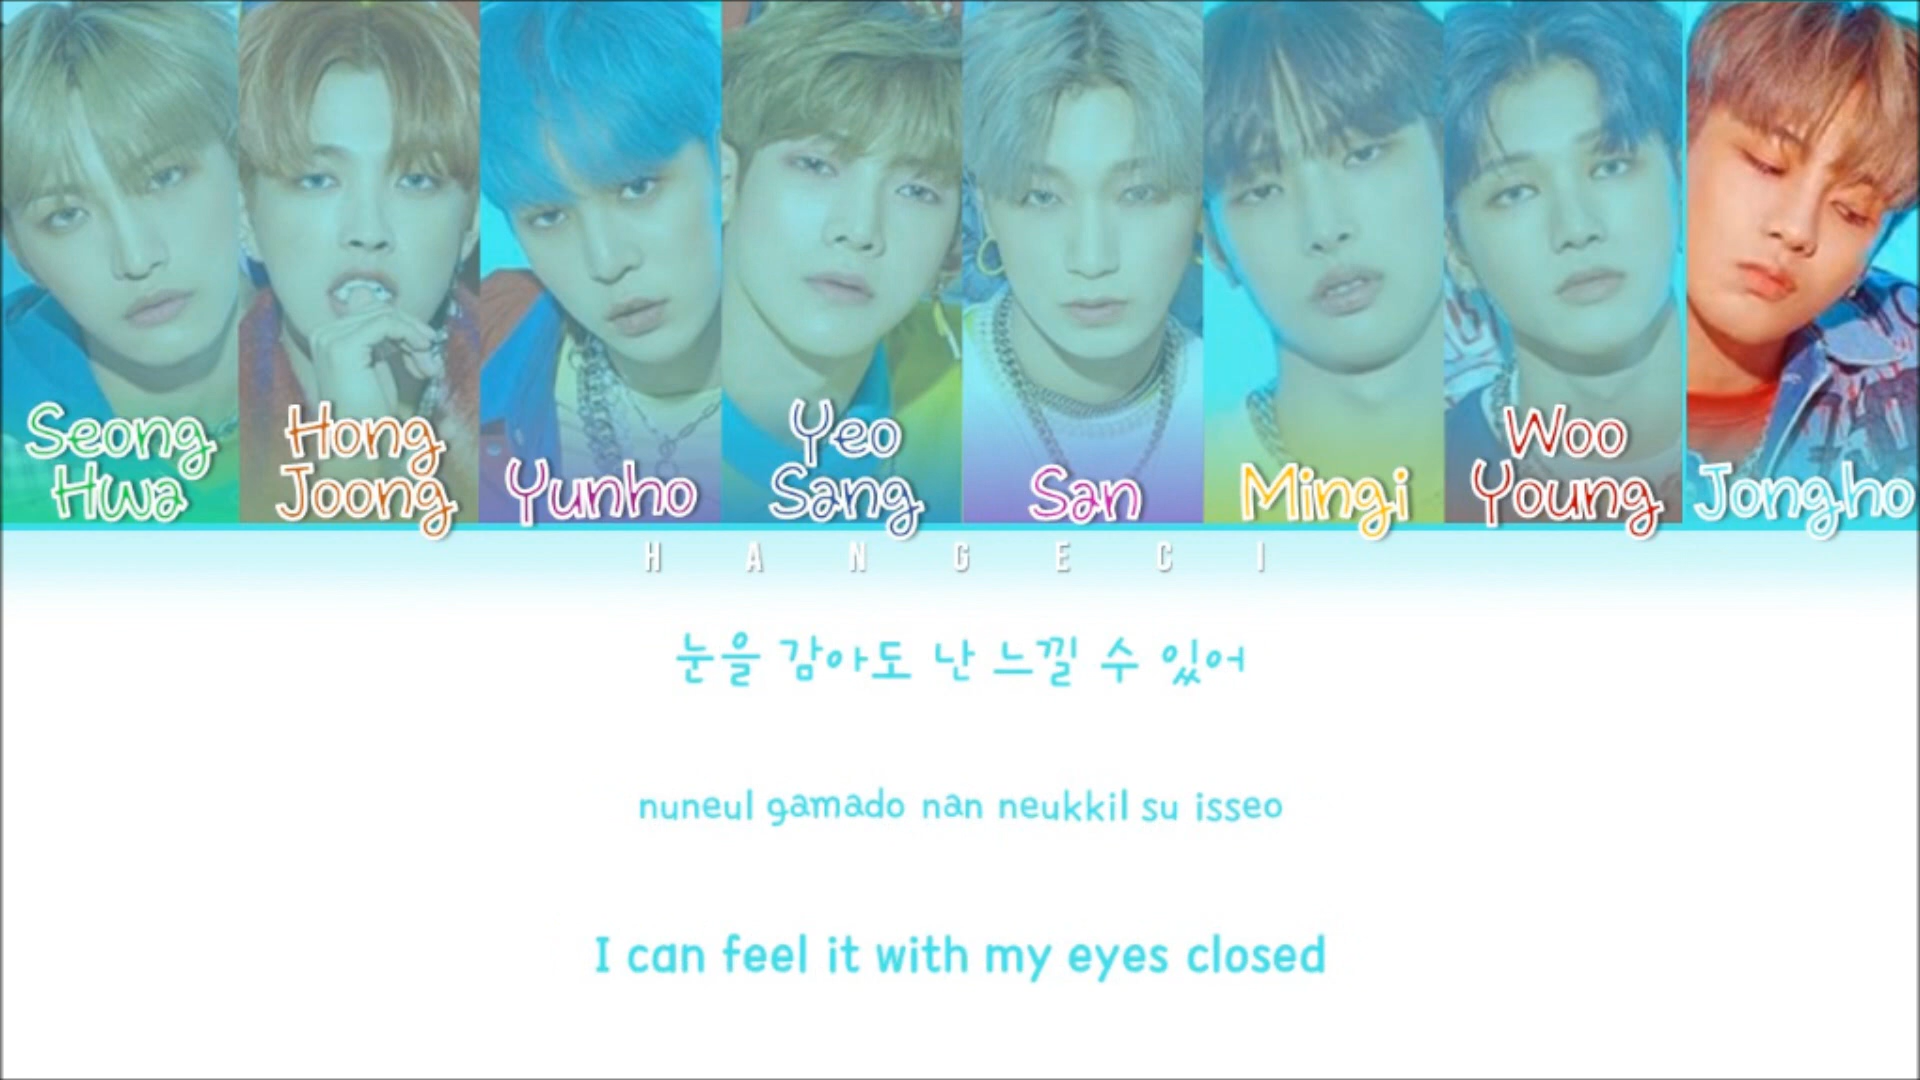 Seong
Hwa
Hong
Joong
Yunho
Yeo
Sang
San
Mingi
Woo
Young
Jongho
HANGECI
눈을 감아도 난 느낄 수 있어
nuneul gamado nan neukkil su isseo
I can feel it with my eyes closed